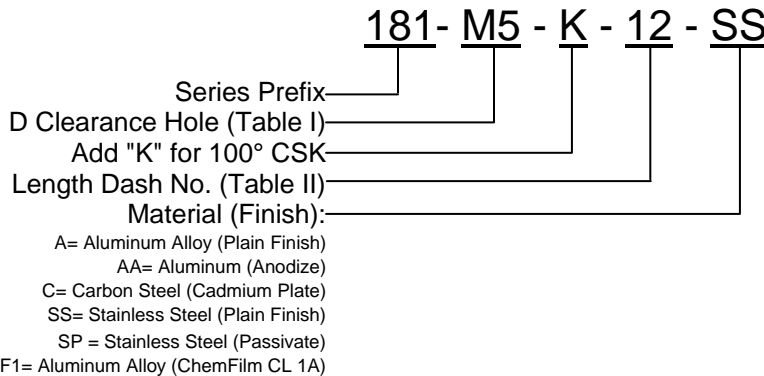 181- M5 - K - 12 - SS
Series Prefix
D Clearance Hole (Table I)
Add "K" for 100° CSK
Length Dash No. (Table II)
Material (Finish):
A= Aluminum Alloy (Plain Finish)
AA= Aluminum (Anodize)
C= Carbon Steel (Cadmium Plate)
SS= Stainless Steel (Plain Finish)
SP = Stainless Steel (Passivate)
F1= Aluminum Alloy (ChemFilm CL 1A)